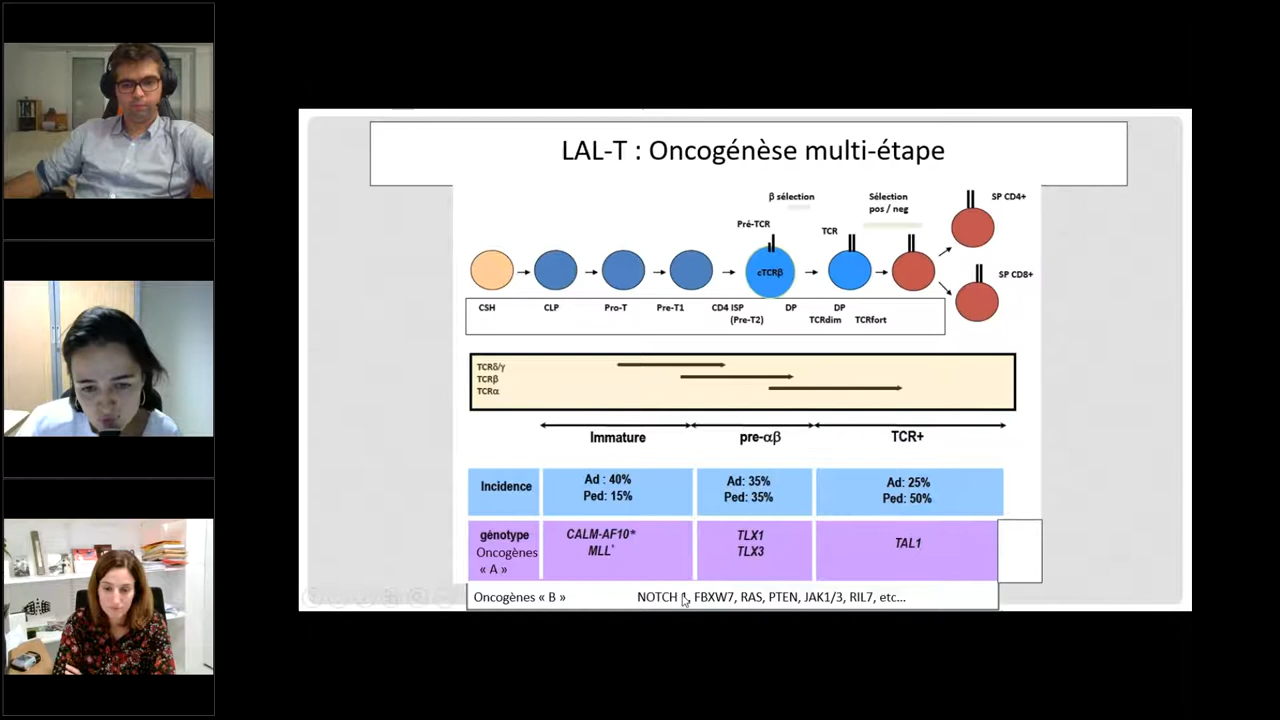 LAL-T : Oncogénèse multi-étape
β sélection
Sélection
pos / neg
SP CD4+
Pré-TCR
TCR
cTCRβ
SP CD8+
CSH
CLP
Pro-T
Pre-T1
CD4 ISP
(Pre-T2)
DP
DP
TCRdim
TCRfort
TCRδ/γ
TCRβ
TCRα
Immature
pre-αβ
TCR+
Incidence
Ad : 40%
Ped: 15%
Ad: 35%
Ped: 35%
Ad: 25%
Ped: 50%
génotype
Oncogènes
« A »
CALM-AF10*
MLL*
TLX1
TLX3
TAL1
Oncogènes « B »
NOTCH 1, FBXW7, RAS, PTEN, JAK1/3, RIL7, etc...